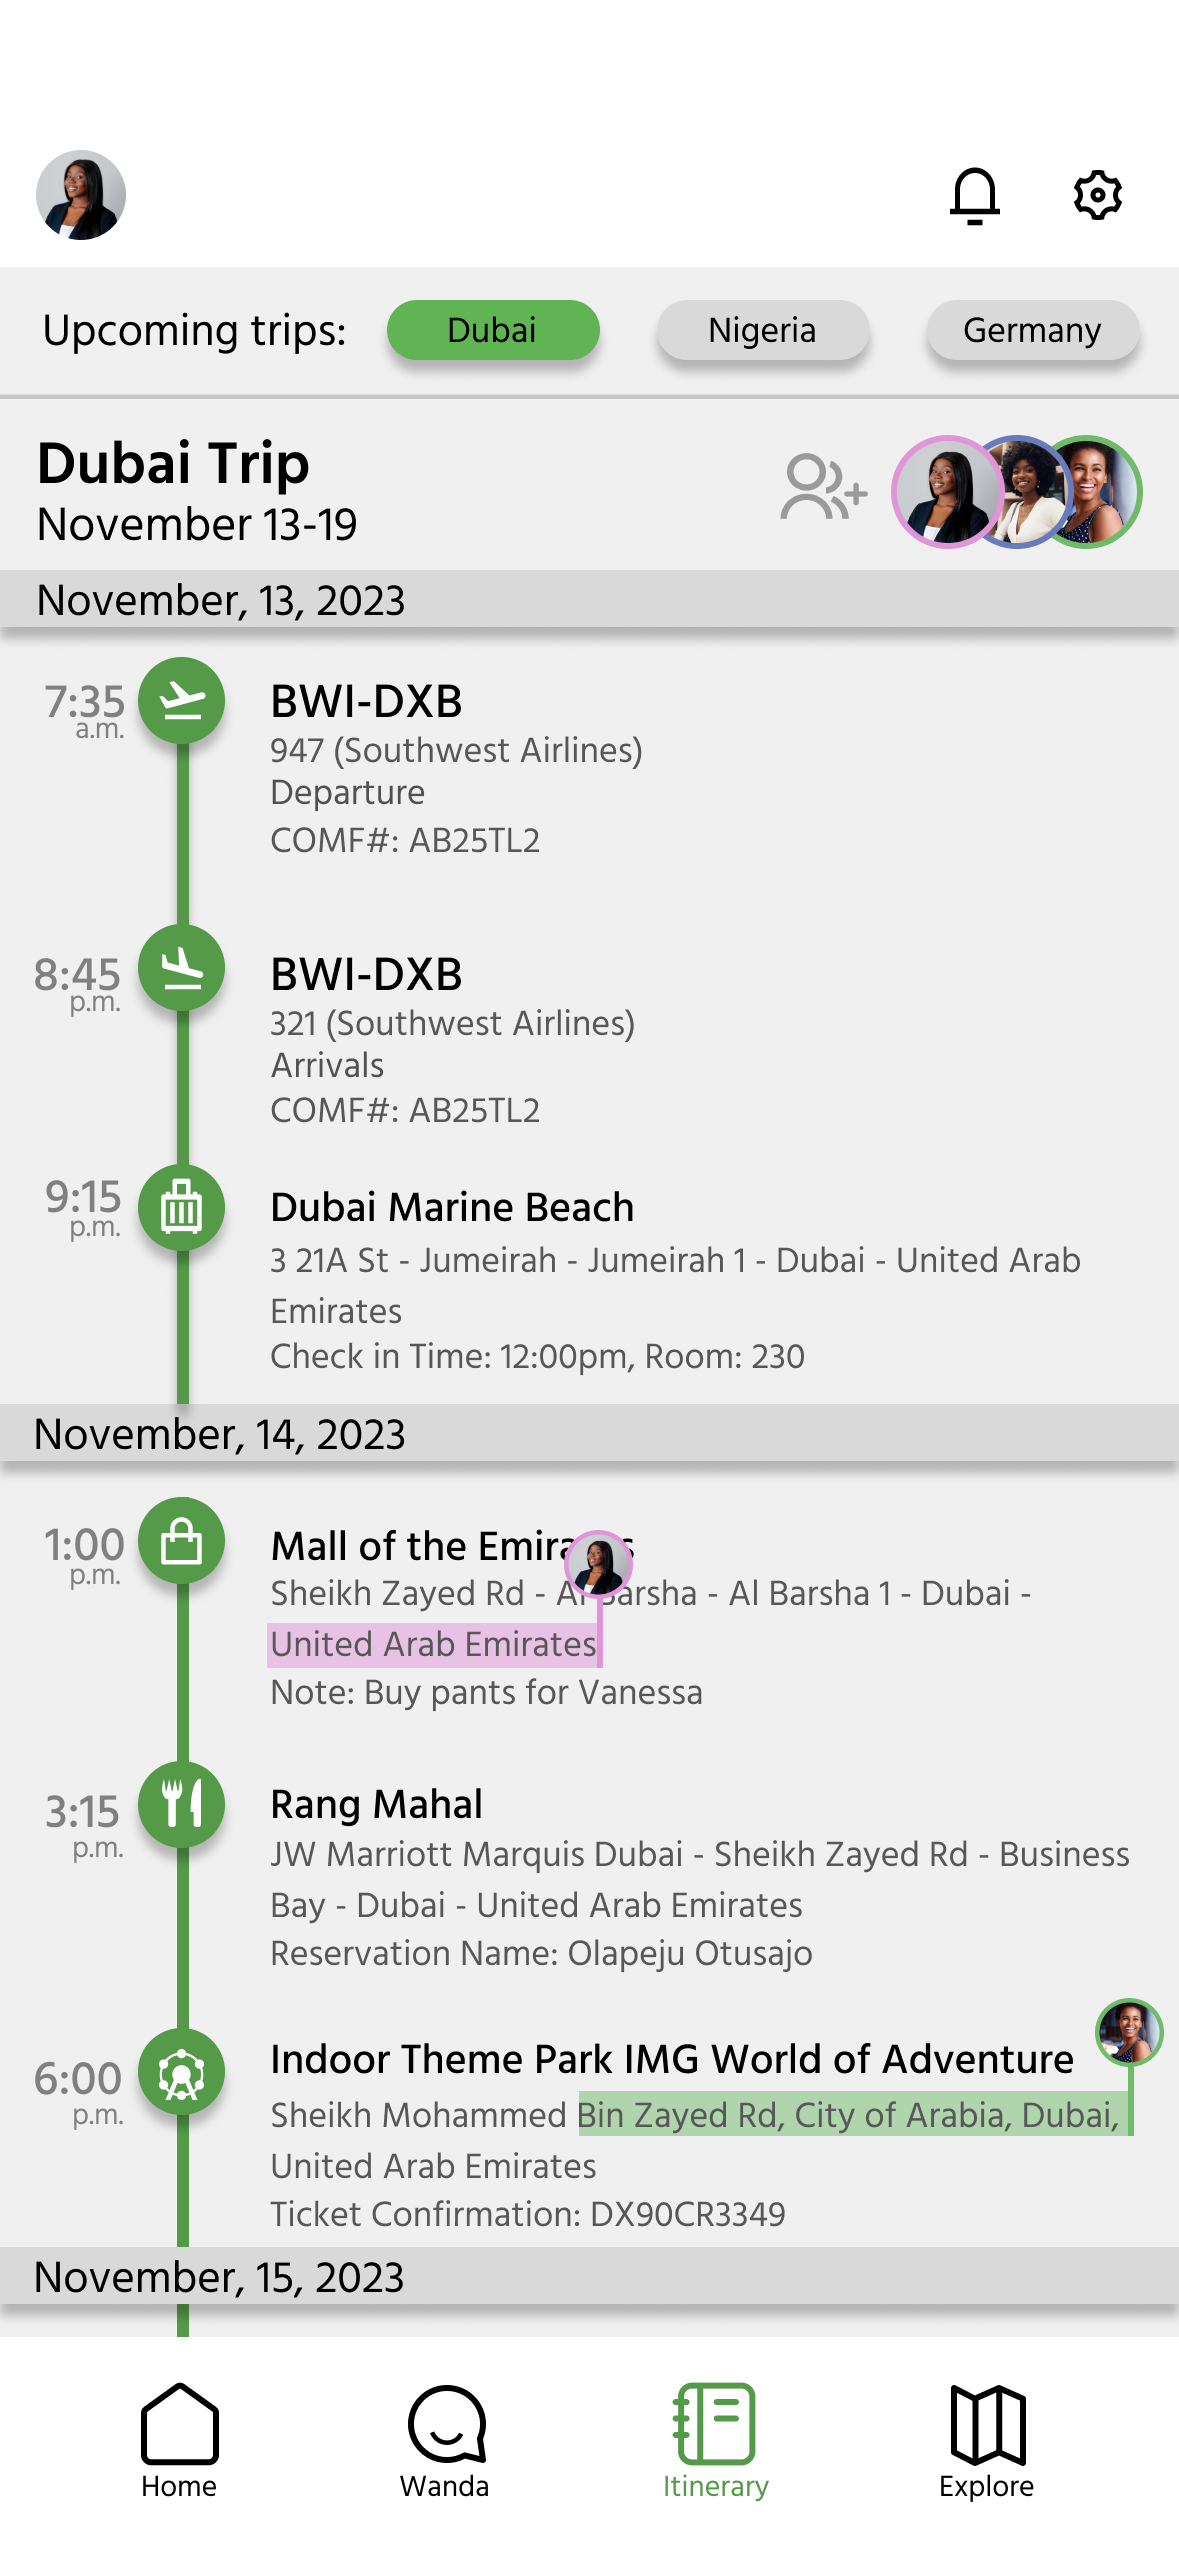 Upcoming trips: Dubai Nigeria Germany
Dubai Trip
November 13-19
November, 13, 2023
7:35
a.m.
BWI-DXB
947 (Southwest Airlines)
Departure
COMF#: AB25TL2
8:45
p.m.
BWI-DXB
321 (Southwest Airlines)
Arrivals
COMF#: AB25TL2
9:15
p.m.
Dubai Marine Beach
3 21A St - Jumeirah - Jumeirah 1 - Dubai - United Arab
Emirates
Check in Time: 12:00pm, Room: 230
November, 14, 2023
1:00
p.m.
Mall of the Emirates
Sheikh Zayed Rd - Al Barsha - Al Barsha 1 - Dubai -
United Arab Emirates
Note: Buy pants for Vanessa
3:15
p.m.
Rang Mahal
JW Marriott Marquis Dubai - Sheikh Zayed Rd - Business
Bay - Dubai - United Arab Emirates
Reservation Name: Olapeju Otusajo
6:00
p.m.
Indoor Theme Park IMG World of Adventure
Sheikh Mohammed Bin Zayed Rd, City of Arabia, Dubai,
United Arab Emirates
Ticket Confirmation: DX90CR3349
November, 15, 2023
Home Wanda Itinerary Explore